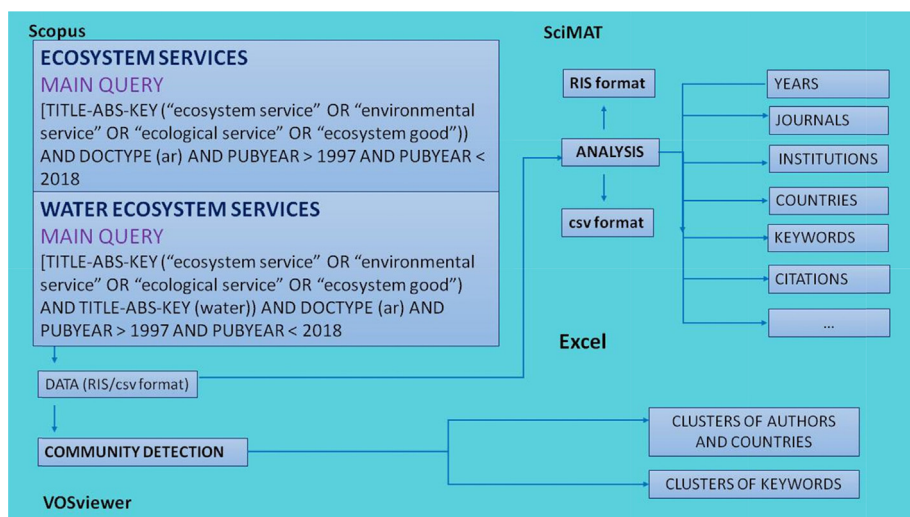 Scopus
ECOSYSTEM SERVICES
MAIN QUERY
[TITLE-ABS-KEY (“ecosystem service” OR “environmental
service” OR “ecological service” OR “ecosystem good”))
AND DOCTYPE (ar) AND PUBYEAR > 1997 AND PUBYEAR <
2018
WATER ECOSYSTEM SERVICES
MAIN QUERY
[TITLE-ABS-KEY (“ecosystem service” OR “environmental
service” OR “ecological service” OR “ecosystem good”)
AND TITLE-ABS-KEY (water)) AND DOCTYPE (ar) AND
PUBYEAR > 1997 AND PUBYEAR < 2018
DATA (RIS/csv format)
COMMUNITY DETECTION
VOSviewer
SciMAT
RIS format
ANALYSIS
csv format
Excel
YEARS
JOURNALS
INSTITUTIONS
COUNTRIES
KEYWORDS
CITATIONS
...
CLUSTERS OF AUTHORS
AND COUNTRIES
CLUSTERS OF KEYWORDS